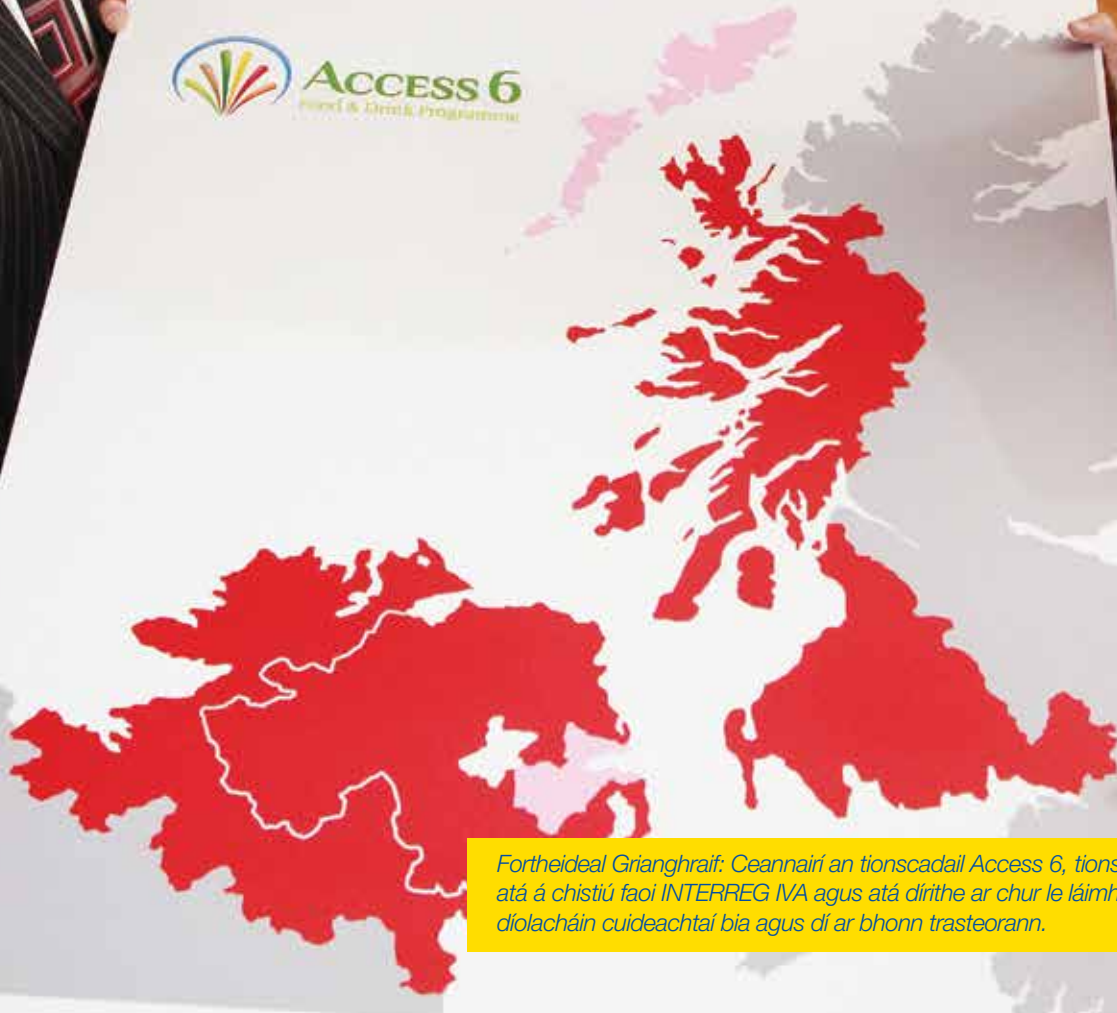 ACCESS 6
Food & Drink Programme
Fortheideal Grianghraif: Ceannairí an tionscadail Access 6, tions
atá á chistiú faoi INTERREG IVA agus atá dírithe ar chur le láimh
díolacháin cuideachtaí bia agus dí ar bhonn trasteorann.